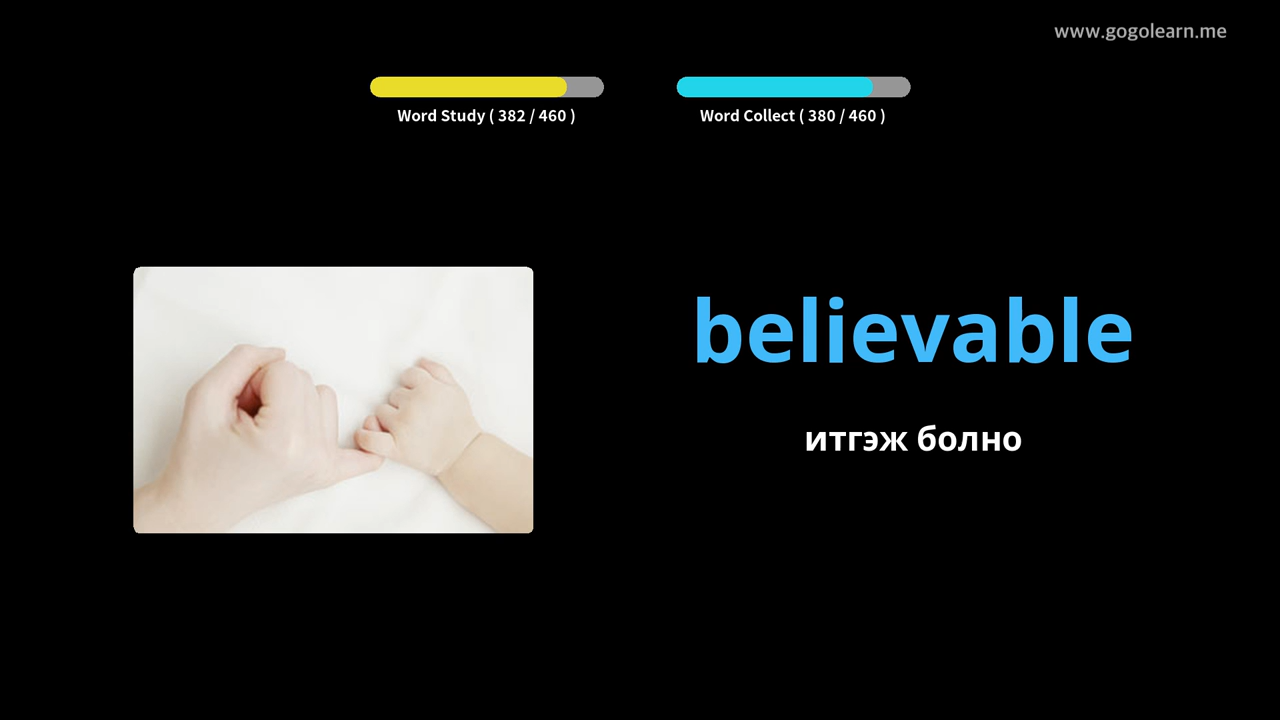 www.gogolearn.me
Word Study ( 382 / 460 )
Word Collect ( 380 / 460 )
believable
итгэж болно